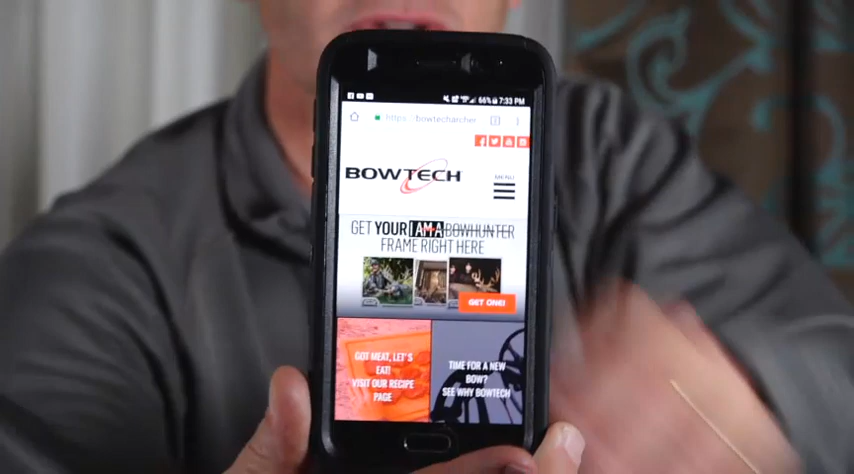 66% 7:33 PM
https://bowtecharcher
BOWTECH
MENU
GET YOUR I AM A BOWHUNTER
FRAME RIGHT HERE
GET ONE!
GOT MEAT, LET'S
EAT!
VISIT OUR RECIPE
PAGE
TIME FOR A NEW
BOW?
SEE WHY BOWTECH